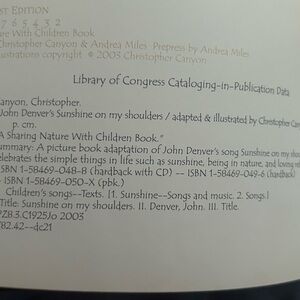 ST EDITION
7 6 5 4 3 2
ure With Children Book
Christopher Canyon & Andrea Miles Prepress by Andrea Miles
lustrations copyright © 2003 Christopher Canyon
Library of Congress Cataloging-in-Publication Data
anyon, Christopher.
John Denver's Sunshine on my shoulders / adapted & illustrated by Christopher Can
p. cm.
"A Sharing Nature With Children Book."
Summary: A picture book adaptation of John Denver's song Sunshine on my sho
elebrates the simple things in life such as sunshine, being in nature, and loving rel
ISBN 1-58469-048-8 (hardback with CD) -- ISBN 1-58469-049-6 (hardback)
-- ISBN 1-58469-050-X (pbk.)
Children's songs--Texts. [1. Sunshine--Songs and music. 2. Songs.]
Title: Sunshine on my shoulders. II. Denver, John. III. Title.
PZ8.3.C1925Jo 2003
782.42--dc21